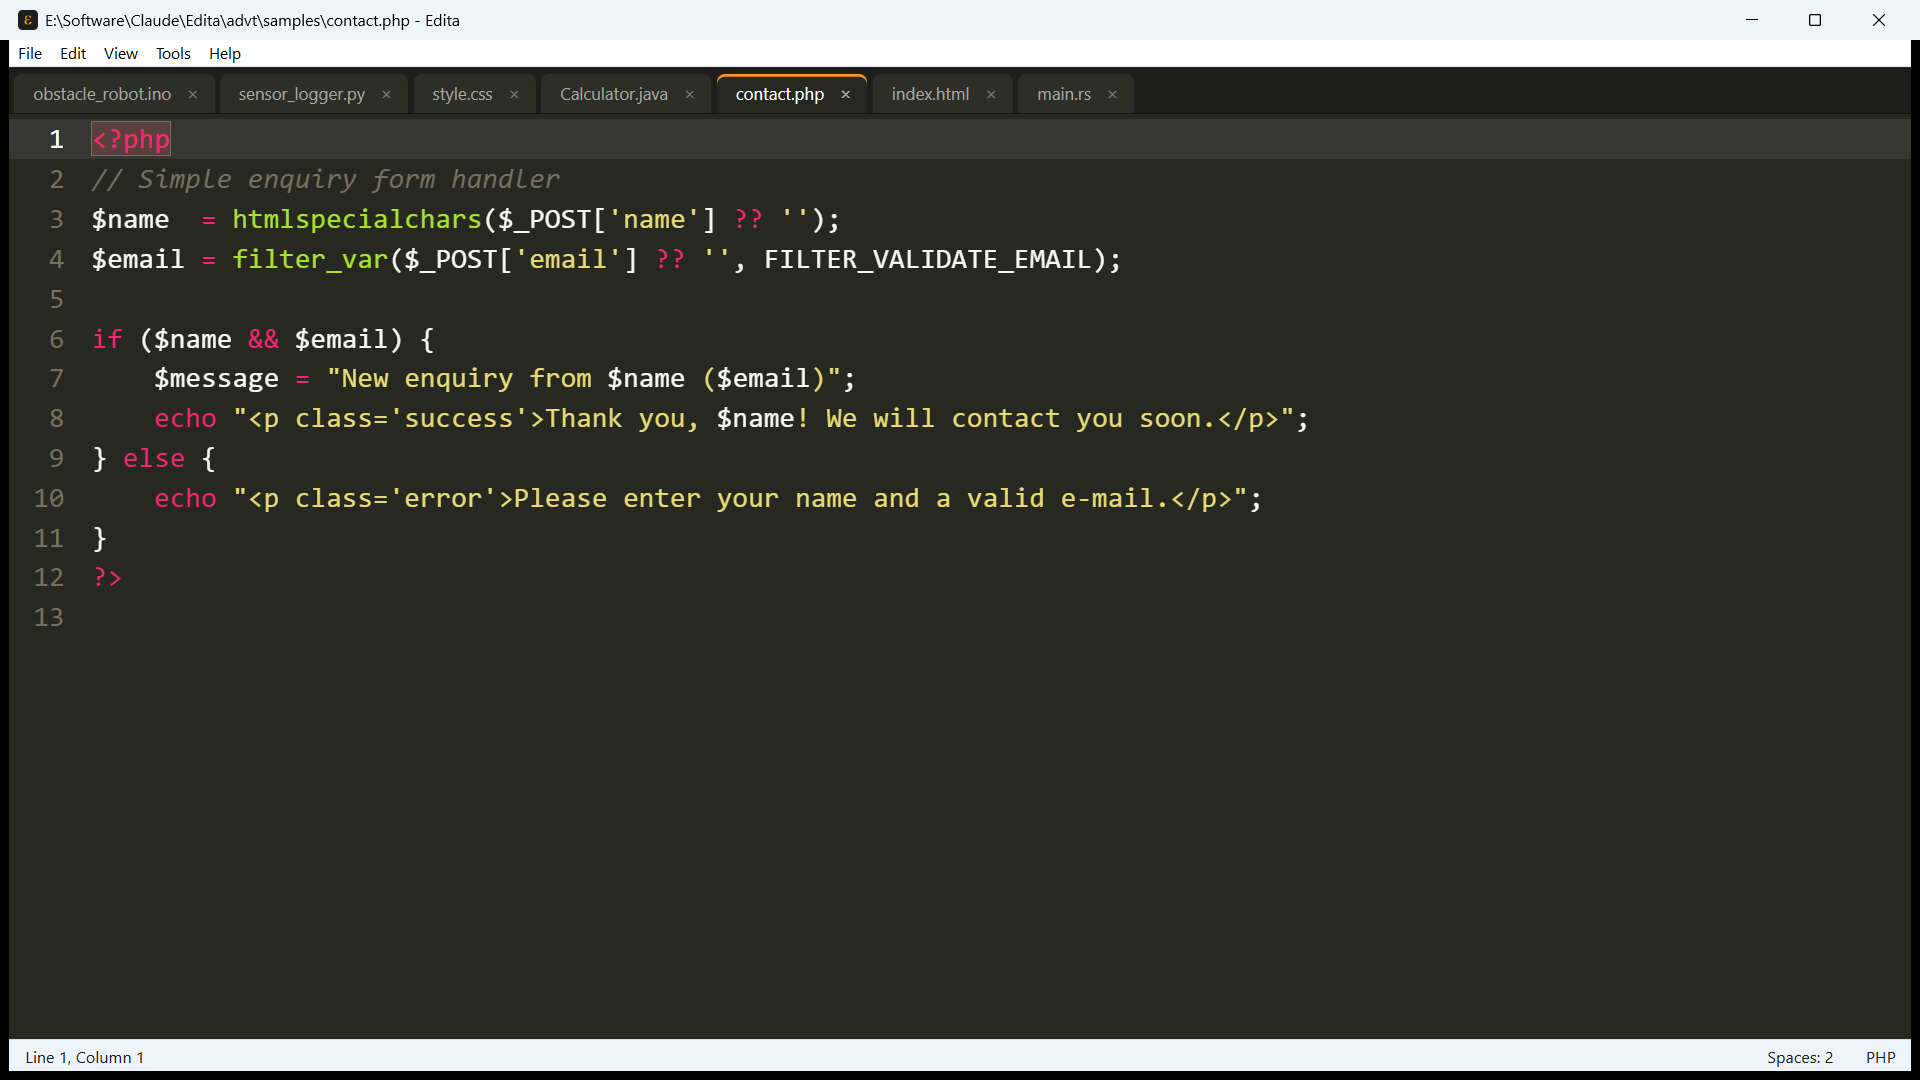 E:\Software\Claude\Edita\advt\samples\contact.php - Edita
File Edit View Tools Help
obstacle_robot.ino × sensor_logger.py × style.css × Calculator.java × contact.php × index.html × main.rs ×
1 <?php
2 // Simple enquiry form handler
3 $name  = htmlspecialchars($_POST['name'] ?? '');
4 $email = filter_var($_POST['email'] ?? '', FILTER_VALIDATE_EMAIL);
5
6 if ($name && $email) {
7     $message = "New enquiry from $name ($email)";
8     echo "<p class='success'>Thank you, $name! We will contact you soon.</p>";
9 } else {
10     echo "<p class='error'>Please enter your name and a valid e-mail.</p>";
11 }
12 ?>
13
Line 1, Column 1 Spaces: 2 PHP